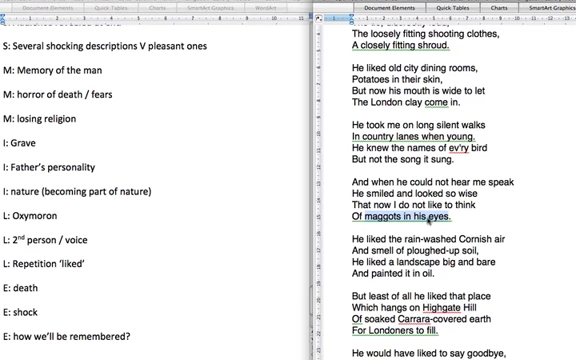 Document Elements
Quick Tables
Charts
SmartArt Graphics
WordArt
S: Several shocking descriptions V pleasant ones
M: Memory of the man
M: horror of death / fears
M: losing religion
I: Grave
I: Father's personality
I: nature (becoming part of nature)
L: Oxymoron
L: 2nd person / voice
L: Repetition 'liked'
E: death
E: shock
E: how we'll be remembered?
Document Elements
Quick Tables
Charts
SmartArt Graphics
The loosely fitting shooting clothes,
A closely fitting shroud.
He liked old city dining rooms,
Potatoes in their skin,
But now his mouth is wide to let
The London clay come in.
He took me on long silent walks
In country lanes when young.
He knew the names of ev'ry bird
But not the song it sung.
And when he could not hear me speak
He smiled and looked so wise
That now I do not like to think
Of maggots in his eyes.
He liked the rain-washed Cornish air
And smell of ploughed-up soil,
He liked a landscape big and bare
And painted it in oil.
But least of all he liked that place
Which hangs on Highgate Hill
Of soaked Carrara-covered earth
For Londoners to fill.
He would have liked to say goodbye,